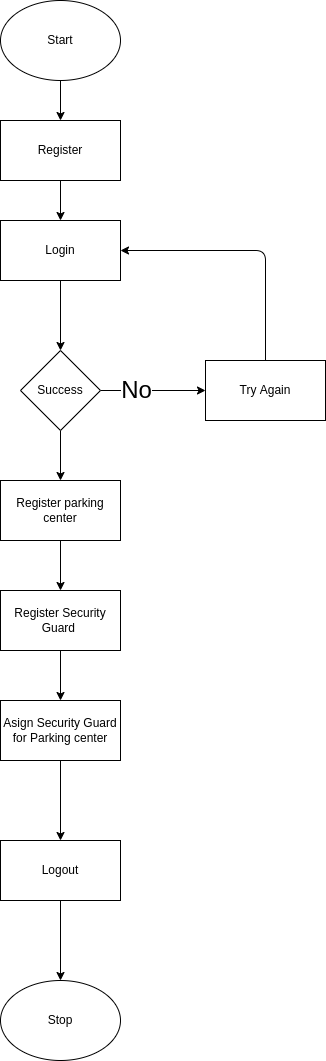 Start
Register
Login
Success
No
Try Again
Register parking
center
Register Security
Guard
Asign Security Guard
for Parking center
Logout
Stop